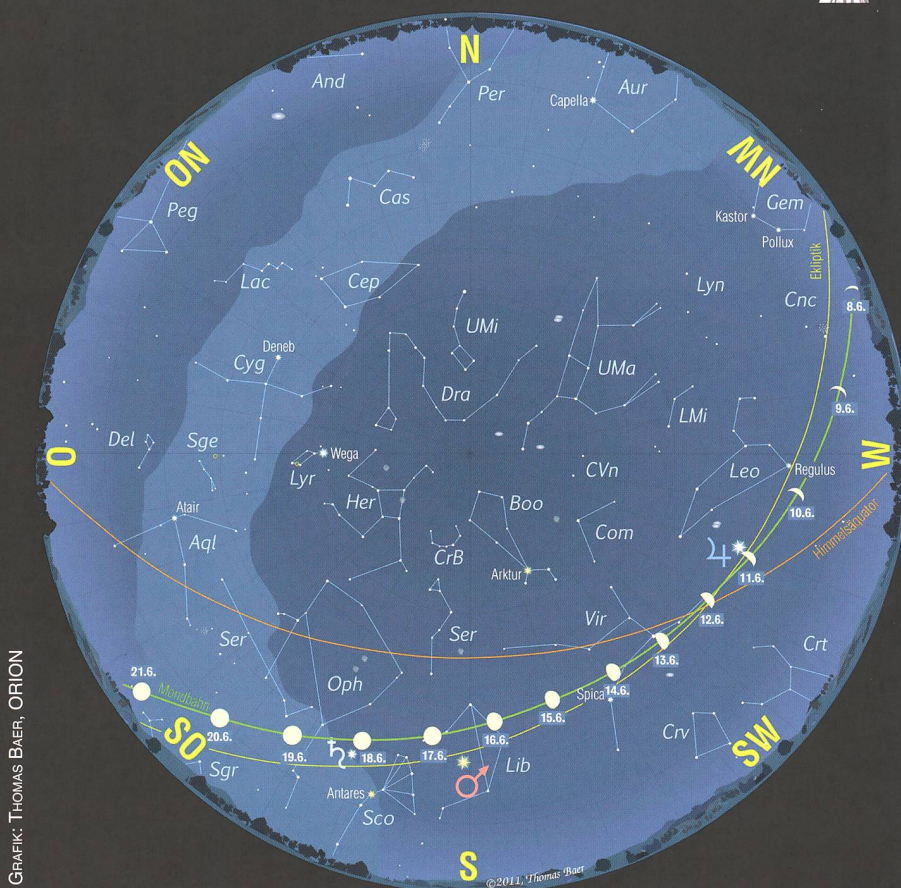 N
And
Per
Aur
Capella
NO
NW
Cas
Peg
Gem
Kastor
Pollux
Ekliptik
Lac
Cep
Lyn
Cnc
8.6.
UMi
Deneb
Cyg
UMa
Dra
LMi
9.6.
Del
Sge
O
Wega
Lyr
CVn
Leo
Regulus
W
Her
Boo
Com
10.6.
Himmelsäquator
Atair
Aql
CrB
Arktur
♃
11.6.
Ser
Ser
Vir
12.6.
13.6.
Crt
Oph
Spica
14.6.
21.6.
Mondbahn
SO
20.6.
19.6.
♄
18.6.
17.6.
16.6.
15.6.
Crv
SW
Sgr
Lib
♂
Antares
Sco
S
©2011, Thomas Baer
GRAFIK: THOMAS BAER, ORION